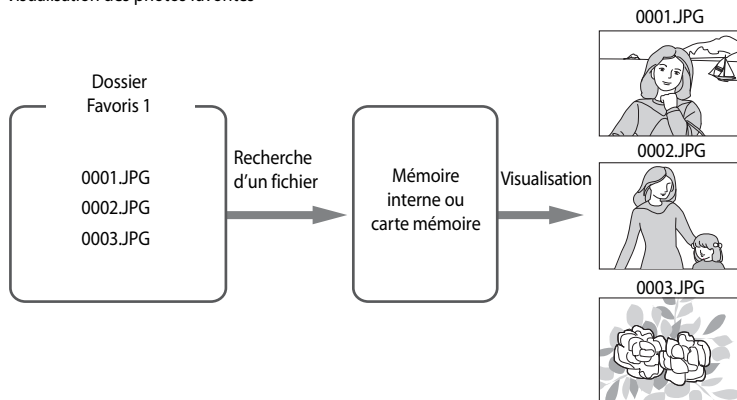 Visualisation des photos favorites
0001.JPG
Dossier
Favoris 1
0001.JPG
0002.JPG
0003.JPG
Recherche
d'un fichier
Mémoire
interne ou
carte mémoire
Visualisation
0002.JPG
0003.JPG